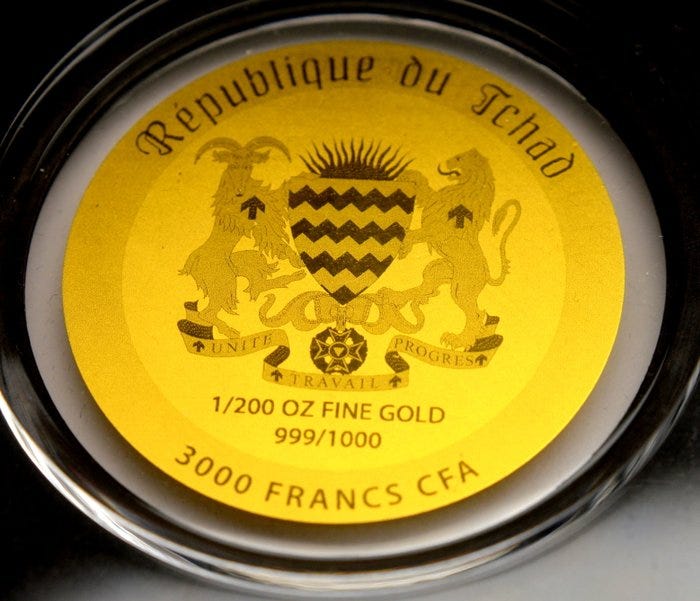 République du Tchad
UNITE
TRAVAIL
PROGRES
1/200 OZ FINE GOLD
999/1000
3000 FRANCS CFA